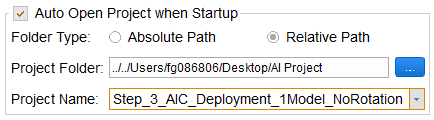 Auto Open Project when Startup
Folder Type: Absolute Path Relative Path
Project Folder: ../../Users/fg086806/Desktop/AI Project ...
Project Name: Step_3_AIC_Deployment_1Model_NoRotation